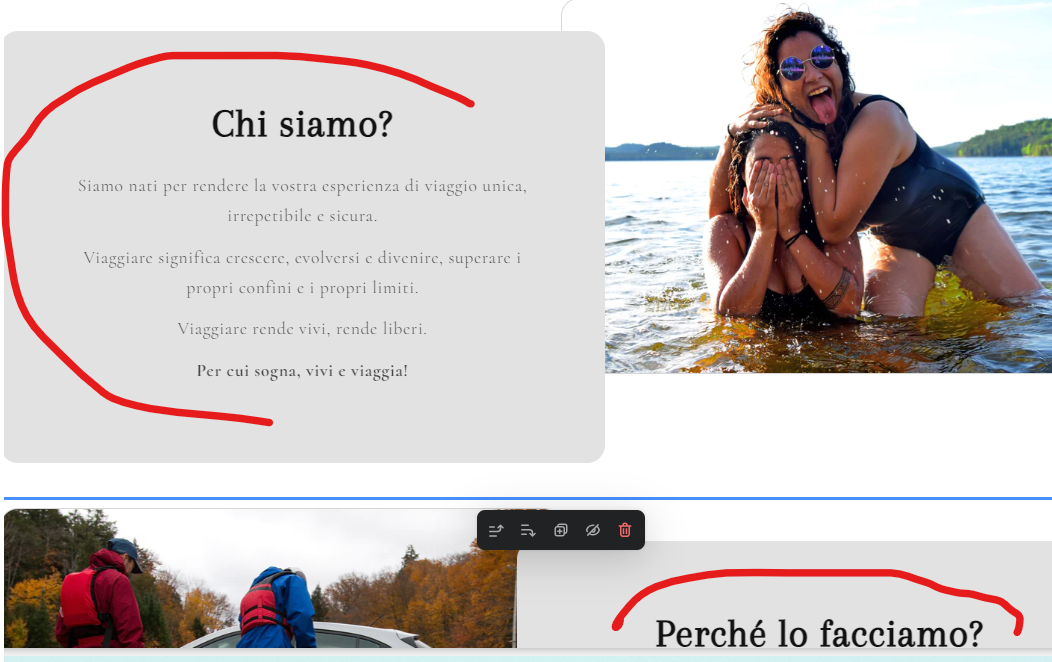 Chi siamo?
Siamo nati per rendere la vostra esperienza di viaggio unica,
irrepetibile e sicura.
Viaggiare significa crescere, evolversi e divenire, superare i
propri confini e i propri limiti.
Viaggiare rende vivi, rende liberi.
Per cui sogna, vivi e viaggia!
Perché lo facciamo?